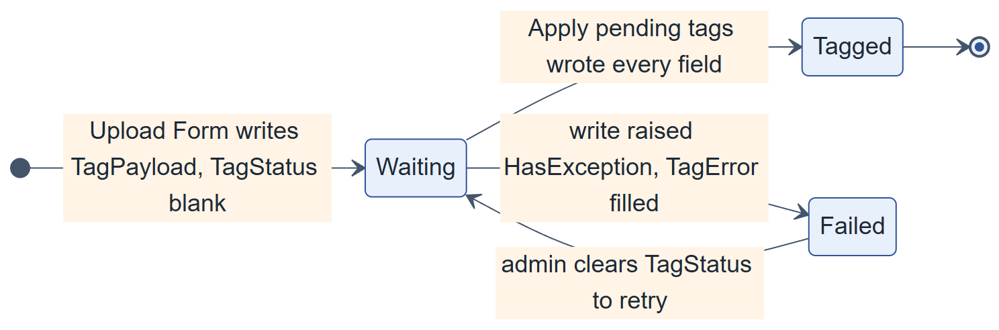 Apply pending tags
wrote every field
Tagged
Upload Form writes
TagPayload, TagStatus
blank
Waiting
write raised
HasException, TagError
filled
Failed
admin clears TagStatus
to retry